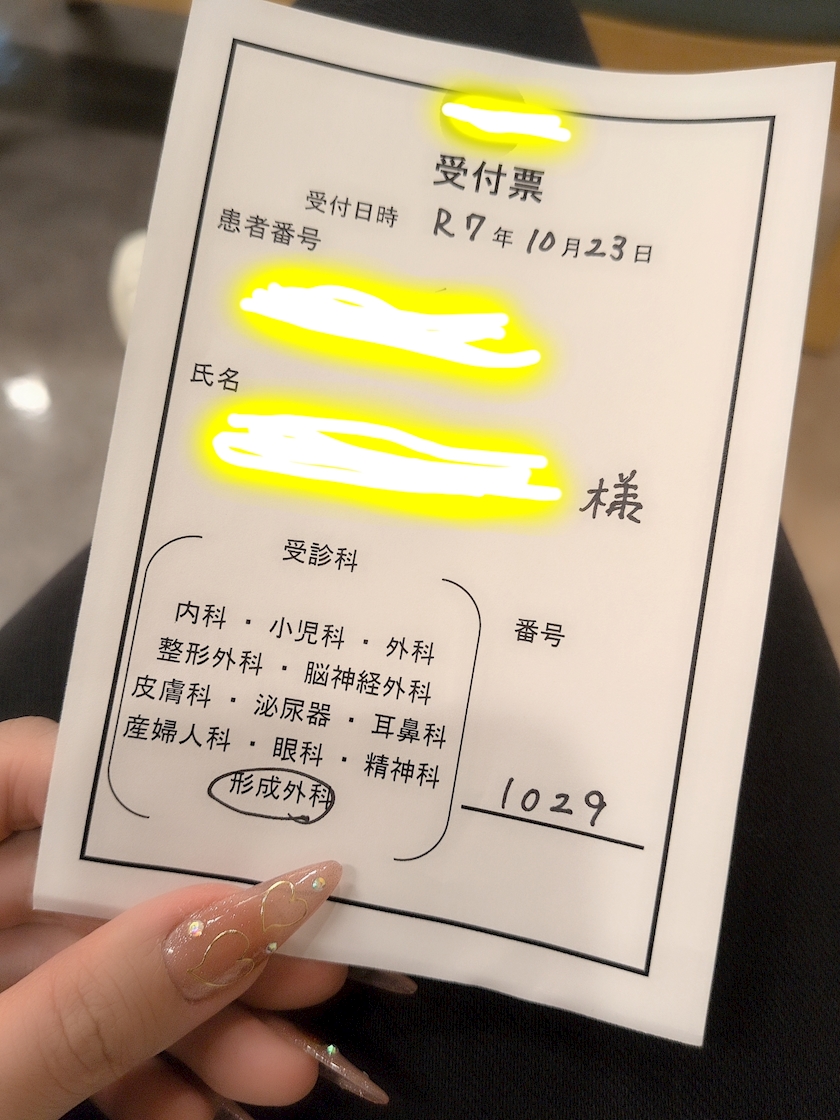 受付票
受付日時 R7年10月23日
患者番号
氏名
様
受診科
内科・小児科・外科
整形外科・脳神経外科
皮膚科・泌尿器・耳鼻科
産婦人科・眼科・精神科
形成外科
番号
1029